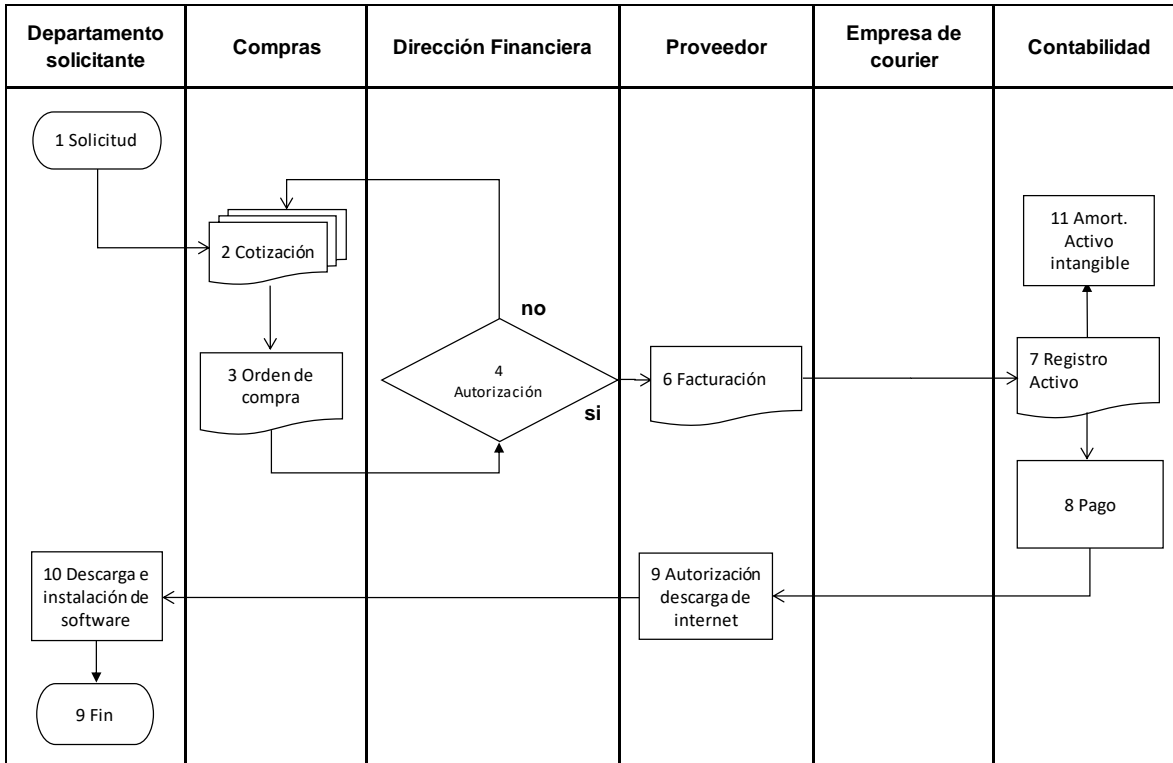 Departamento
solicitante
Compras
Dirección Financiera
Proveedor
Empresa de
courier
Contabilidad
1 Solicitud
2 Cotización
3 Orden de
compra
no
4
Autorización
si
6 Facturación
11 Amort.
Activo
intangible
7 Registro
Activo
8 Pago
9 Autorización
descarga de
internet
10 Descarga e
instalación de
software
9 Fin